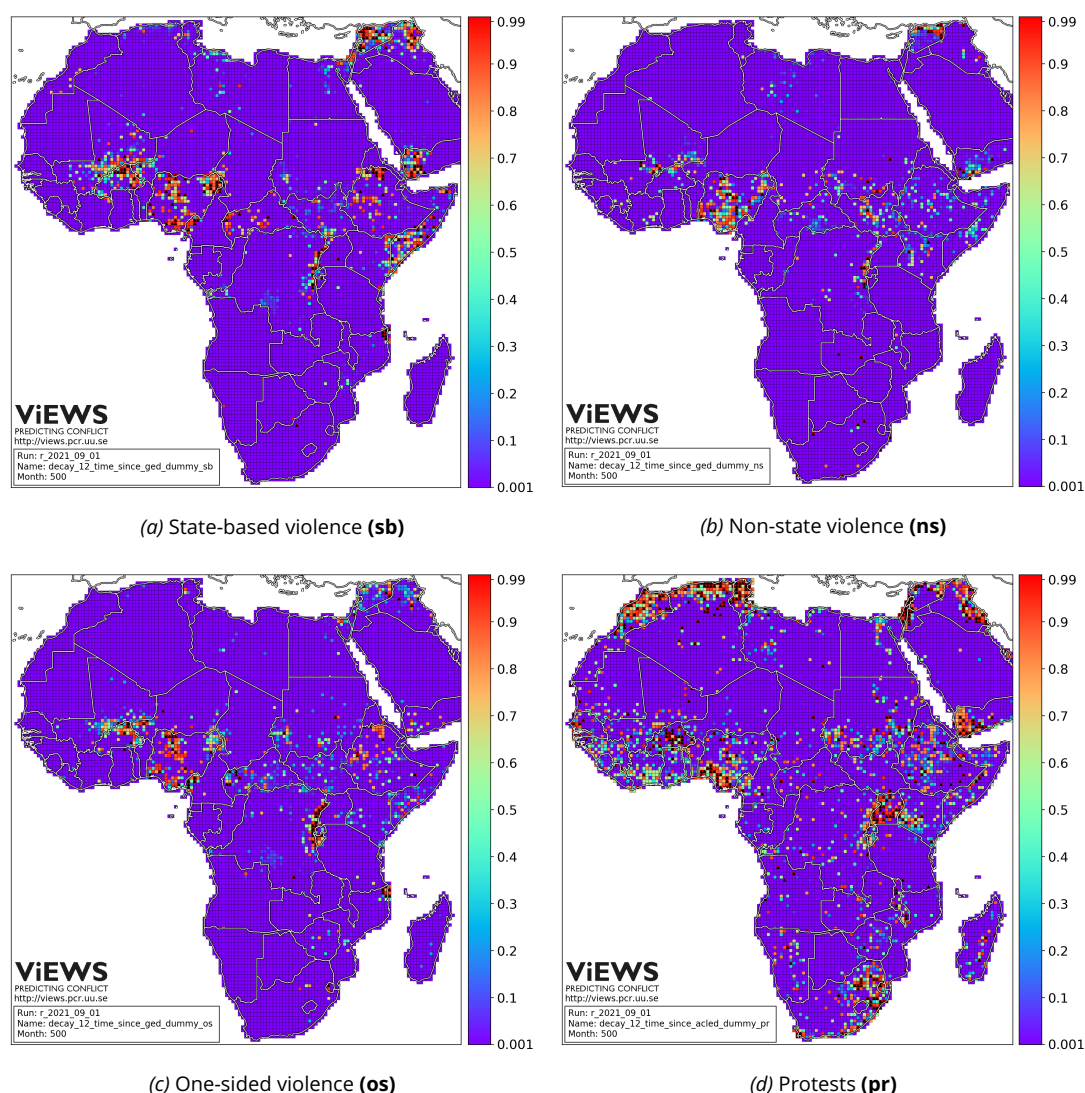 0.99
0.9
0.8
0.7
0.6
0.5
0.4
0.3
0.2
0.1
0.001
ViEWS
PREDICTING CONFLICT
http://views.pcr.uu.se
Run: r_2021_09_01
Name: decay_12_time_since_ged_dummy_sb
Month: 500
(a) State-based violence (sb)
0.99
0.9
0.8
0.7
0.6
0.5
0.4
0.3
0.2
0.1
0.001
ViEWS
PREDICTING CONFLICT
http://views.pcr.uu.se
Run: r_2021_09_01
Name: decay_12_time_since_ged_dummy_ns
Month: 500
(b) Non-state violence (ns)
0.99
0.9
0.8
0.7
0.6
0.5
0.4
0.3
0.2
0.1
0.001
ViEWS
PREDICTING CONFLICT
http://views.pcr.uu.se
Run: r_2021_09_01
Name: decay_12_time_since_ged_dummy_os
Month: 500
(c) One-sided violence (os)
0.99
0.9
0.8
0.7
0.6
0.5
0.4
0.3
0.2
0.1
0.001
ViEWS
PREDICTING CONFLICT
http://views.pcr.uu.se
Run: r_2021_09_01
Name: decay_12_time_since_acled_dummy_pr
Month: 500
(d) Protests (pr)